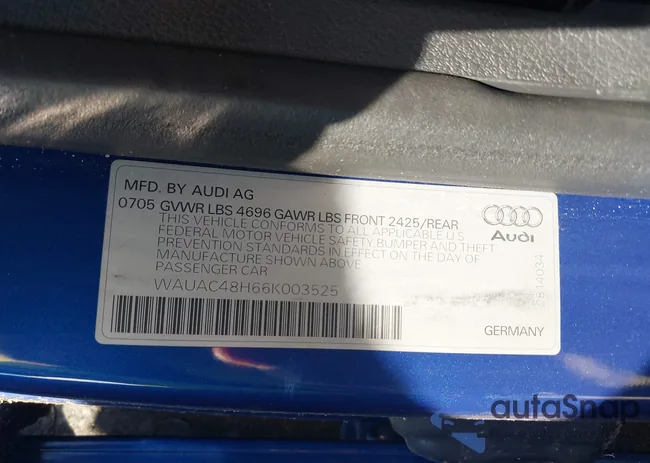 MFD. BY AUDI AG
0705 GVWR LBS 4696 GAWR LBS FRONT 2425/REAR
THIS VEHICLE CONFORMS TO ALL APPLICABLE U.S
FEDERAL MOTOR VEHICLE SAFETY BUMPER AND THEFT
PREVENTION STANDARDS IN EFFECT ON THE DAY OF
MANUFACTURE SHOWN ABOVE
PASSENGER CAR
WAUAC48H66K003525
Audi
GERMANY
autoSnap